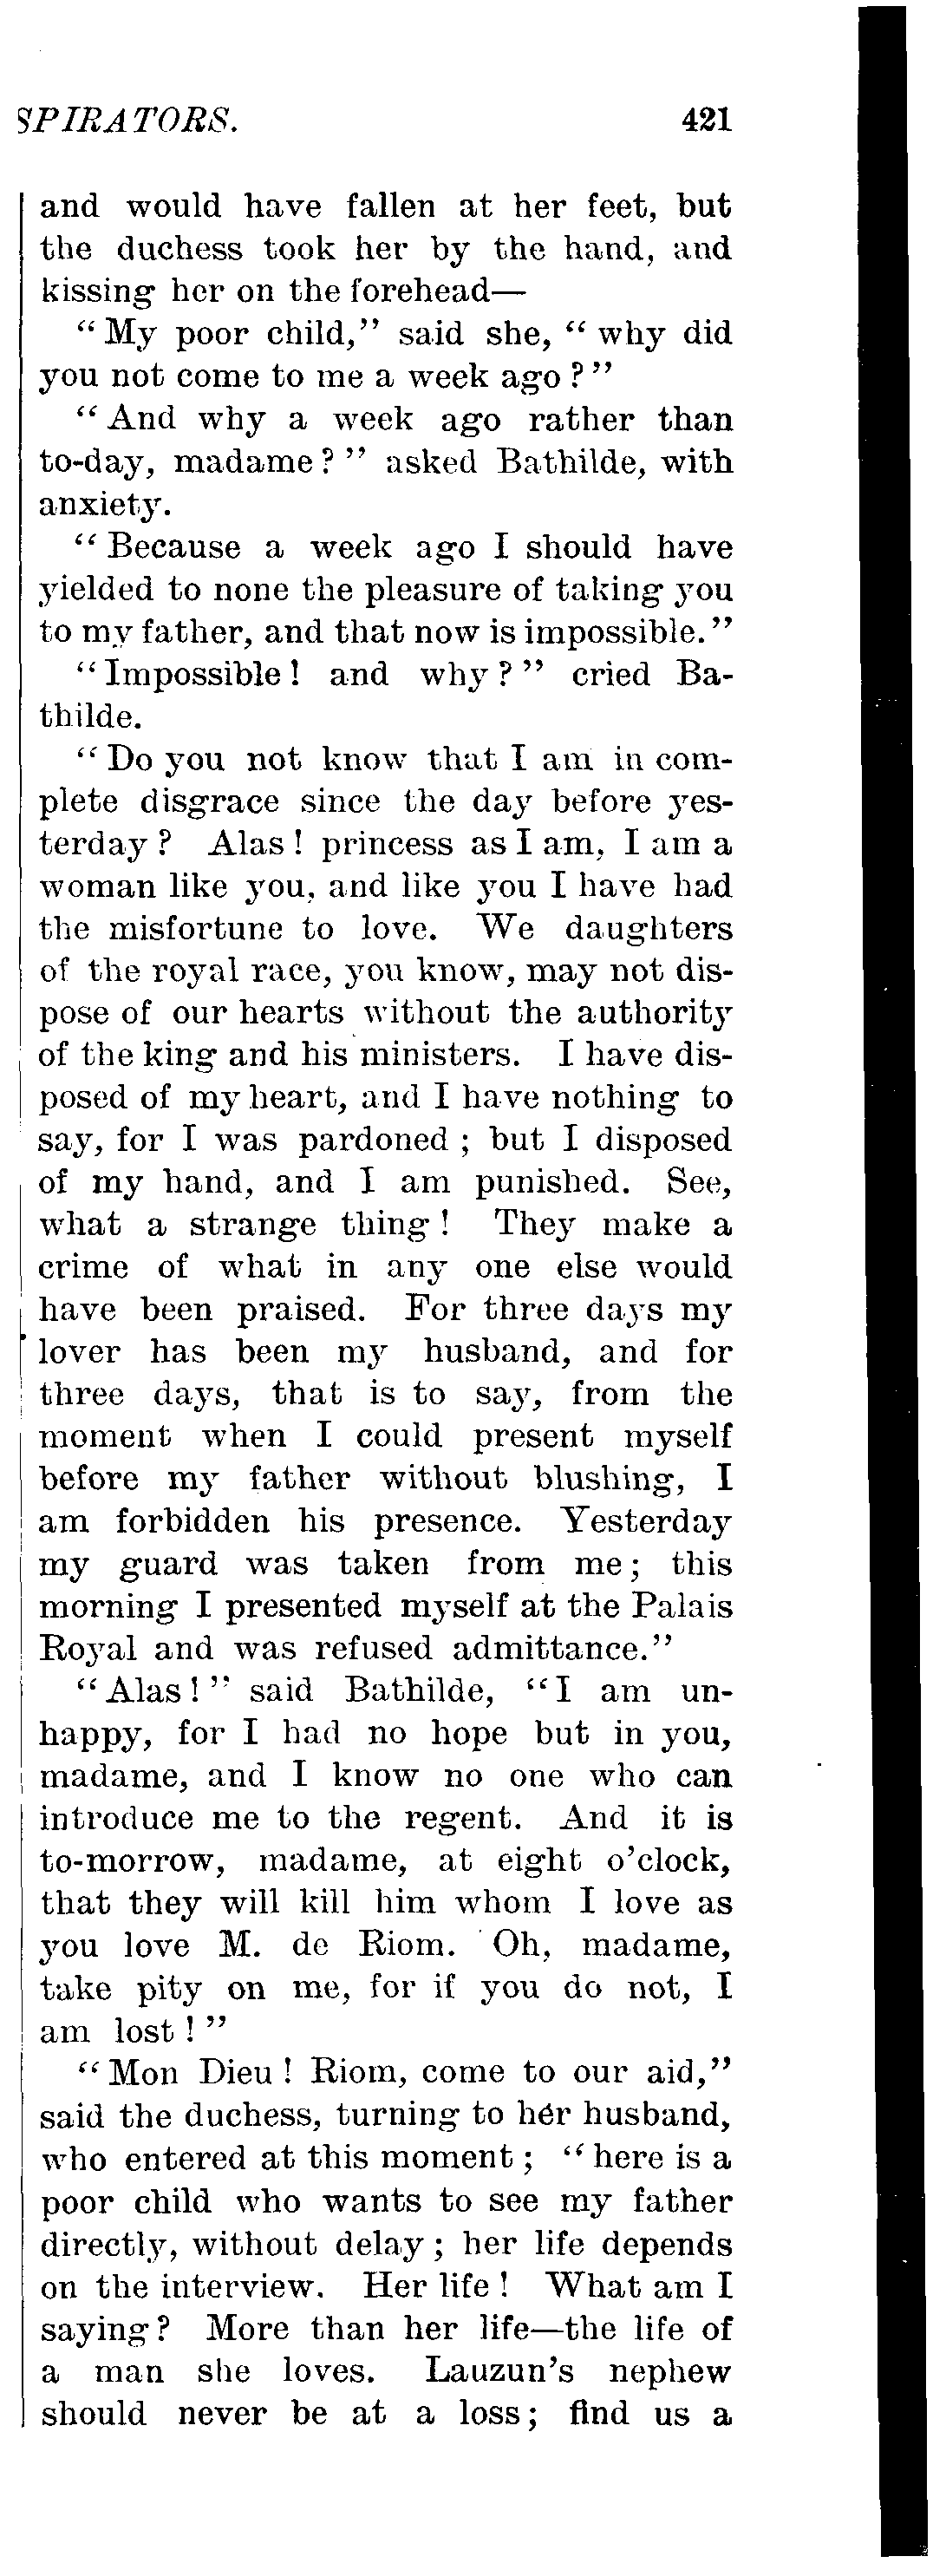 SPIRATORS. 421
and would have fallen at her feet, but
the duchess took her by the hand, and
kissing her on the forehead—
“My poor child,” said she, “why did
you not come to me a week ago?”
“And why a week ago rather than
to-day, madame?” asked Bathilde, with
anxiety.
“Because a week ago I should have
yielded to none the pleasure of taking you
to my father, and that now is impossible.”
“Impossible! and why?” cried Ba-
thilde.
“Do you not know that I am in com-
plete disgrace since the day before yes-
terday? Alas! princess as I am, I am a
woman like you, and like you I have had
the misfortune to love. We daughters
of the royal race, you know, may not dis-
pose of our hearts without the authority
of the king and his ministers. I have dis-
posed of my heart, and I have nothing to
say, for I was pardoned; but I disposed
of my hand, and I am punished. See,
what a strange thing! They make a
crime of what in any one else would
have been praised. For three days my
lover has been my husband, and for
three days, that is to say, from the
moment when I could present myself
before my father without blushing, I
am forbidden his presence. Yesterday
my guard was taken from me; this
morning I presented myself at the Palais
Royal and was refused admittance.”
“Alas!” said Bathilde, “I am un-
happy, for I had no hope but in you,
madame, and I know no one who can
introduce me to the regent. And it is
to-morrow, madame, at eight o’clock,
that they will kill him whom I love as
you love M. de Riom. Oh, madame,
take pity on me, for if you do not, I
am lost!”
“Mon Dieu! Riom, come to our aid,”
said the duchess, turning to her husband,
who entered at this moment; “here is a
poor child who wants to see my father
directly, without delay; her life depends
on the interview. Her life! What am I
saying? More than her life—the life of
a man she loves. Lauzun’s nephew
should never be at a loss; find us a